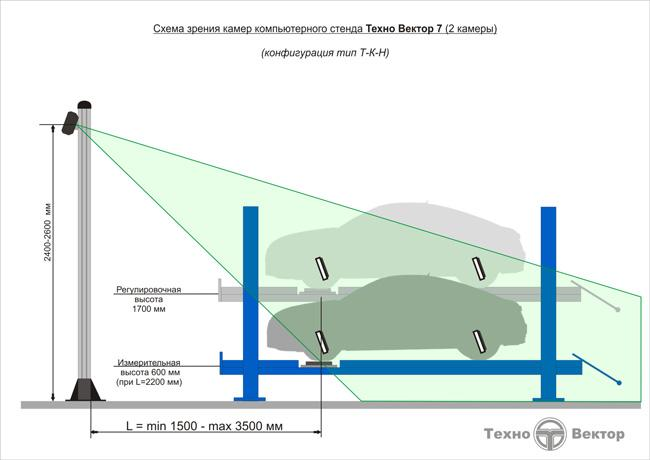 Схема зрения камер компьютерного стенда Техно Вектор 7 (2 камеры)
(конфигурация тип Т-К-Н)
2400-2600 мм
Регулировочная
высота
1700 мм
Измерительная
высота 600 мм
(при L=2200 мм)
L = min 1500 - max 3500 мм
Техно Вектор